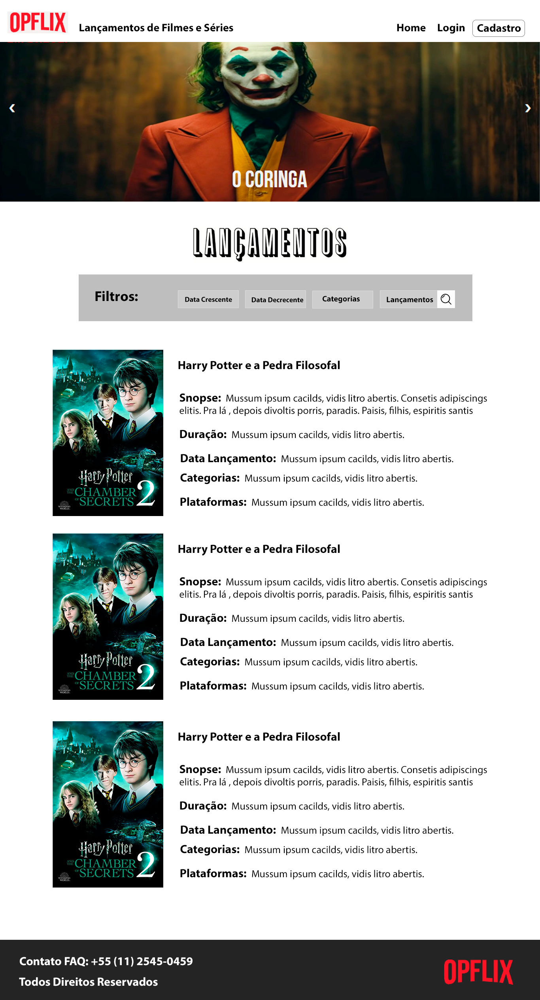 OPFLIX
Lançamentos de Filmes e Séries
Home
Login
Cadastro
O CORINGA
LANÇAMENTOS
Filtros:
Data Crescente
Data Decrecente
Categorias
Lançamentos
Harry Potter
AND THE CHAMBER
OF SECRETS 2
WIZARDING
WORLD
Harry Potter e a Pedra Filosofal
Snopse: Mussum ipsum cacilds, vidis litro abertis. Consetis adipiscings
elitis. Pra lá , depois divoltis porris, paradis. Paisis, filhis, espiritis santis
Duração: Mussum ipsum cacilds, vidis litro abertis.
Data Lançamento: Mussum ipsum cacilds, vidis litro abertis.
Categorias: Mussum ipsum cacilds, vidis litro abertis.
Plataformas: Mussum ipsum cacilds, vidis litro abertis.
Harry Potter
AND THE CHAMBER
OF SECRETS 2
WIZARDING
WORLD
Harry Potter e a Pedra Filosofal
Snopse: Mussum ipsum cacilds, vidis litro abertis. Consetis adipiscings
elitis. Pra lá , depois divoltis porris, paradis. Paisis, filhis, espiritis santis
Duração: Mussum ipsum cacilds, vidis litro abertis.
Data Lançamento: Mussum ipsum cacilds, vidis litro abertis.
Categorias: Mussum ipsum cacilds, vidis litro abertis.
Plataformas: Mussum ipsum cacilds, vidis litro abertis.
Harry Potter
AND THE CHAMBER
OF SECRETS 2
WIZARDING
WORLD
Harry Potter e a Pedra Filosofal
Snopse: Mussum ipsum cacilds, vidis litro abertis. Consetis adipiscings
elitis. Pra lá , depois divoltis porris, paradis. Paisis, filhis, espiritis santis
Duração: Mussum ipsum cacilds, vidis litro abertis.
Data Lançamento: Mussum ipsum cacilds, vidis litro abertis.
Categorias: Mussum ipsum cacilds, vidis litro abertis.
Plataformas: Mussum ipsum cacilds, vidis litro abertis.
Contato FAQ: +55 (11) 2545-0459
Todos Direitos Reservados
OPFLIX